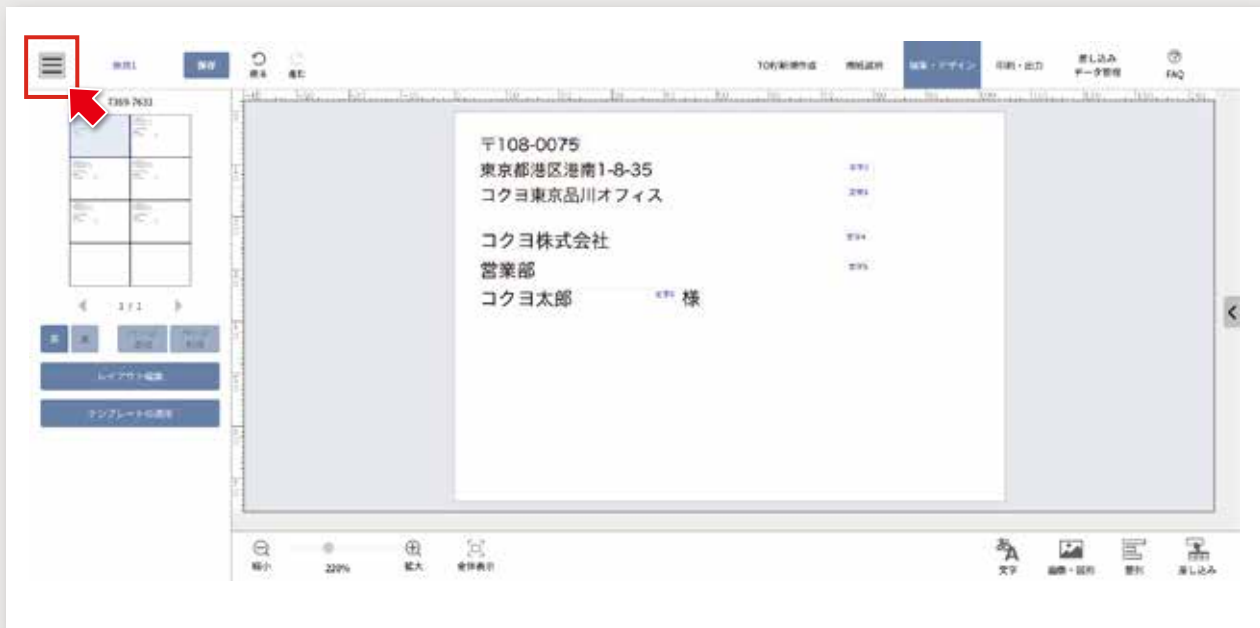 保存
戻る
進む
TOP/新規作成
用紙選択
編集・デザイン
印刷・出力
差し込み
データ管理
FAQ
〒108-0075
東京都港区港南1-8-35
コクヨ東京品川オフィス
コクヨ株式会社
営業部
コクヨ太郎 様
1 / 1
レイアウト編集
テンプレートの適用
縮小
220%
拡大
全体表示
文字
画像・図形
整列
差し込み